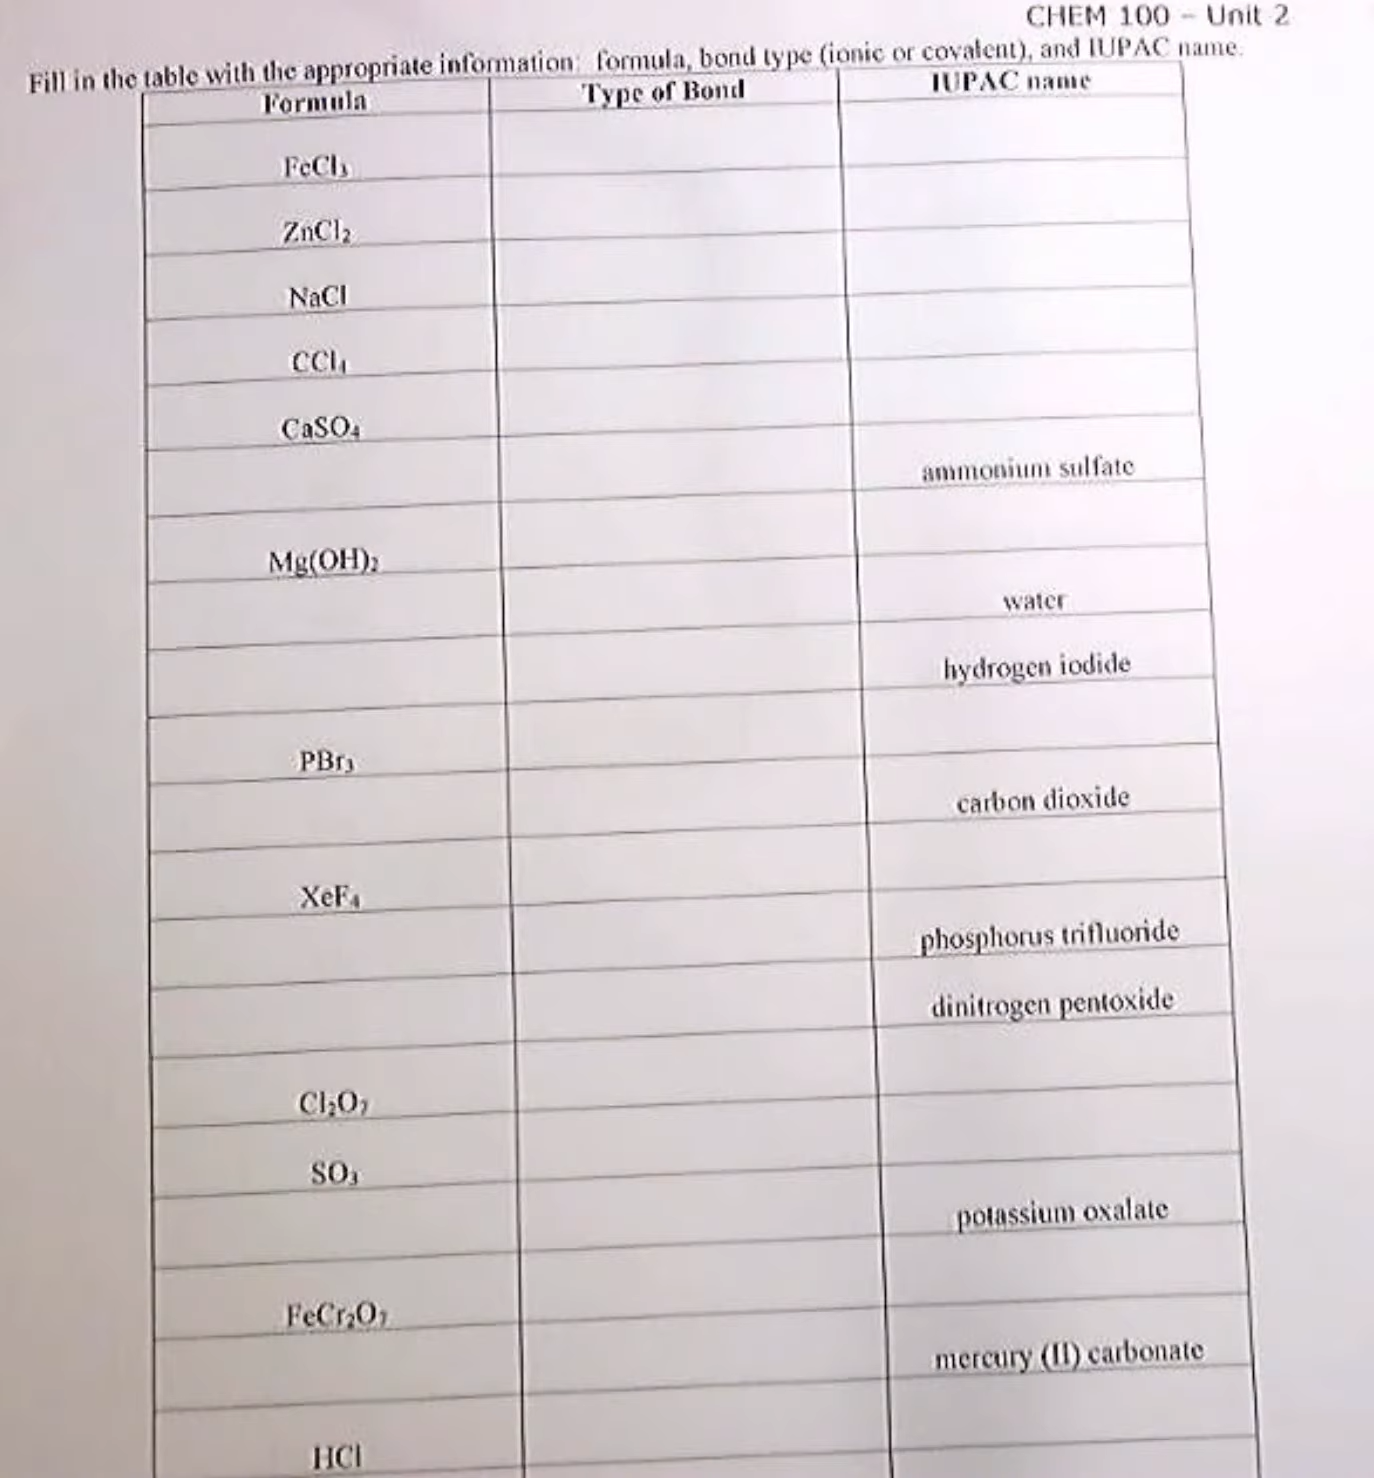 CHEM 100 – Unit 2
Fill in the table with the appropriate information: formula, bond type (ionic or covalent), and IUPAC name.
Formula Type of Bond IUPAC name
FeCl₃
ZnCl₂
NaCl
CCl₄
CaSO₄
ammonium sulfate
Mg(OH)₂
water
hydrogen iodide
PBr₃
carbon dioxide
XeF₄
phosphorus trifluoride
dinitrogen pentoxide
Cl₂O₇
SO₃
potassium oxalate
FeCr₂O₇
mercury (II) carbonate
HCl